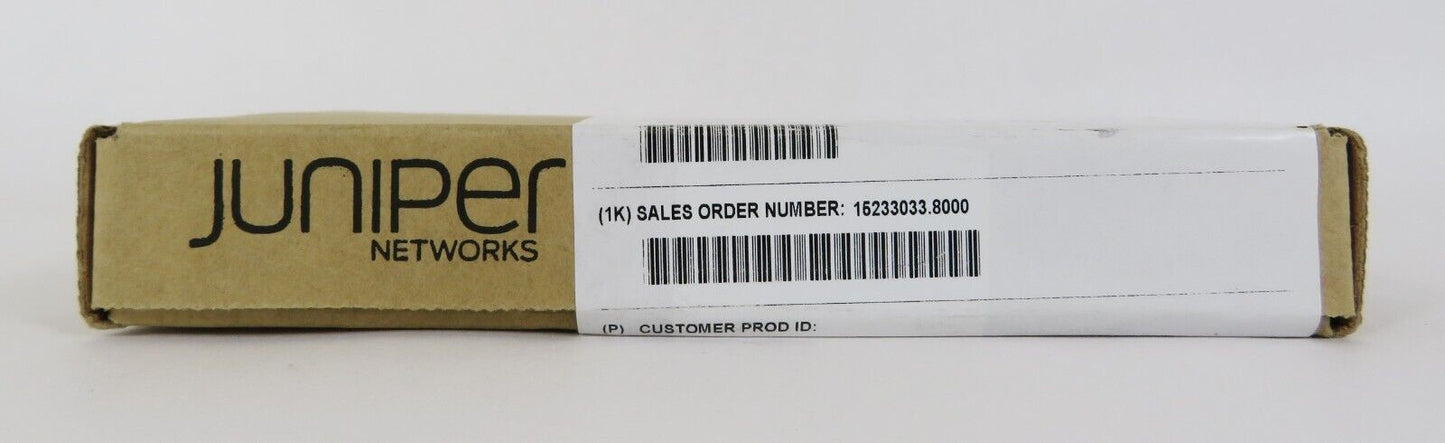 juniper
NETWORKS
(1K) SALES ORDER NUMBER: 15233033.8000
(P) CUSTOMER PROD ID: